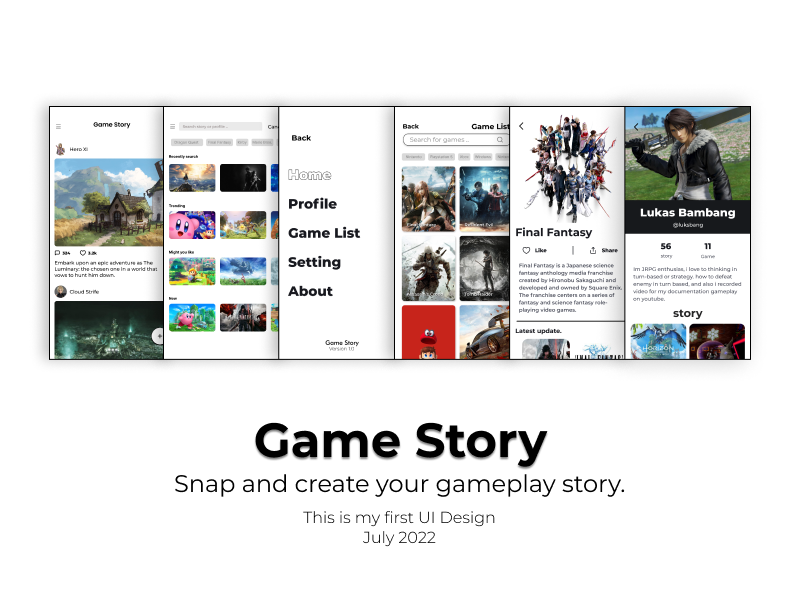 Game Story
Hero XI
324 3.2k
Embark upon an epic adventure as The
Luminary: the chosen one in a world that
vows to hunt him down.
Cloud Strife
Search story or profile...
Recently search
Trending
Might you like
New
Back
Home
Profile
Game List
Setting
About
Game Story
Version 1.0
Back
Game List
Search for games...
Resident Evil
Tomb Raider
Final Fantasy
Like
Share
Final Fantasy is a Japanese science
fantasy anthology media franchise
created by Hironobu Sakaguchi and
developed and owned by Square Enix.
The franchise centers on a series of
fantasy and science fantasy role-
playing video games.
Latest update.
Lukas Bambang
@luksbang
56
11
story
Game
Im JRPG enthusias, i love to thinking in
turn-based or strategy. how to defeat
enemy in turn based, and also i recorded
video for my documentation gameplay
on youtube.
story
HORIZON
Game Story
Snap and create your gameplay story.
This is my first UI Design
July 2022